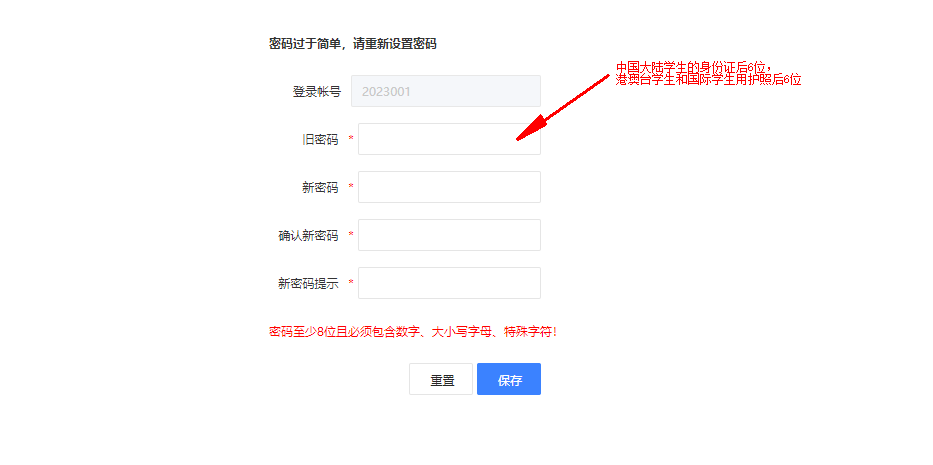 密码过于简单，请重新设置密码
中国大陆学生的身份证后6位，
港澳台学生和国际学生用护照后6位
登录帐号 2023001
旧密码 *
新密码 *
确认新密码 *
新密码提示 *
密码至少8位且必须包含数字、大小写字母、特殊字符！
重置 保存